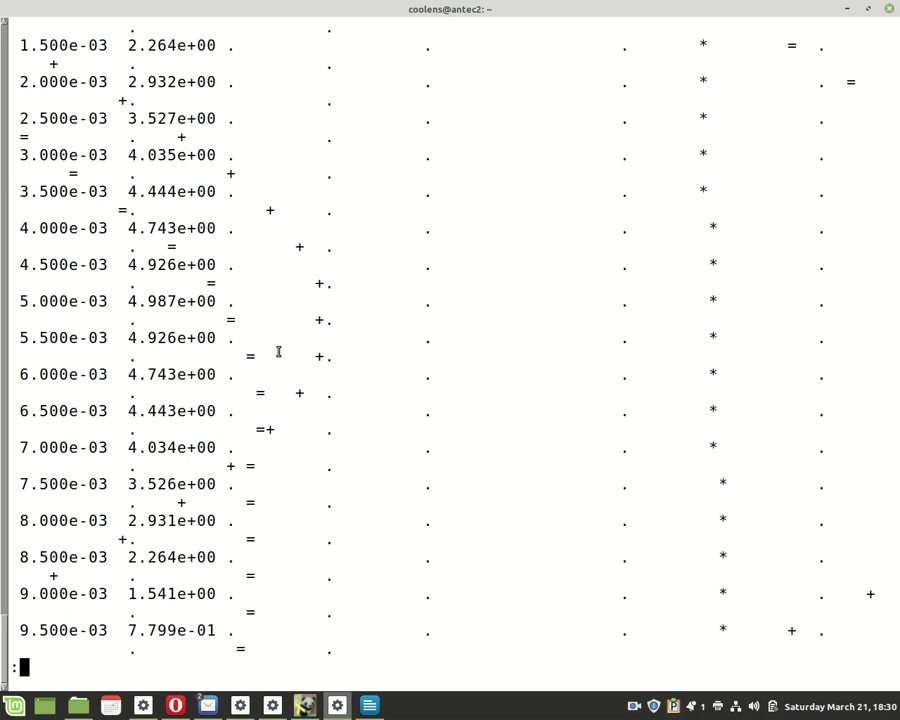 coolens@antec2: ~
. .
1.500e-03 2.264e+00 . . . * = .
+ . .
2.000e-03 2.932e+00 . . . * . =
+. .
2.500e-03 3.527e+00 . . . * .
= . + .
3.000e-03 4.035e+00 . . . * .
= . + .
3.500e-03 4.444e+00 . . . * .
=. + .
4.000e-03 4.743e+00 . . . * .
. = + .
4.500e-03 4.926e+00 . . . * .
. = +.
5.000e-03 4.987e+00 . . . * .
. = +.
5.500e-03 4.926e+00 . . . * .
. = +.
6.000e-03 4.743e+00 . . . * .
. = + .
6.500e-03 4.443e+00 . . . * .
. =+ .
7.000e-03 4.034e+00 . . . * .
. + = .
7.500e-03 3.526e+00 . . . * .
. + = .
8.000e-03 2.931e+00 . . . * .
+. = .
8.500e-03 2.264e+00 . . . * .
+ . = .
9.000e-03 1.541e+00 . . . * . +
. = .
9.500e-03 7.799e-01 . . . * + .
. = .
:
2
1
Saturday March 21, 18:30